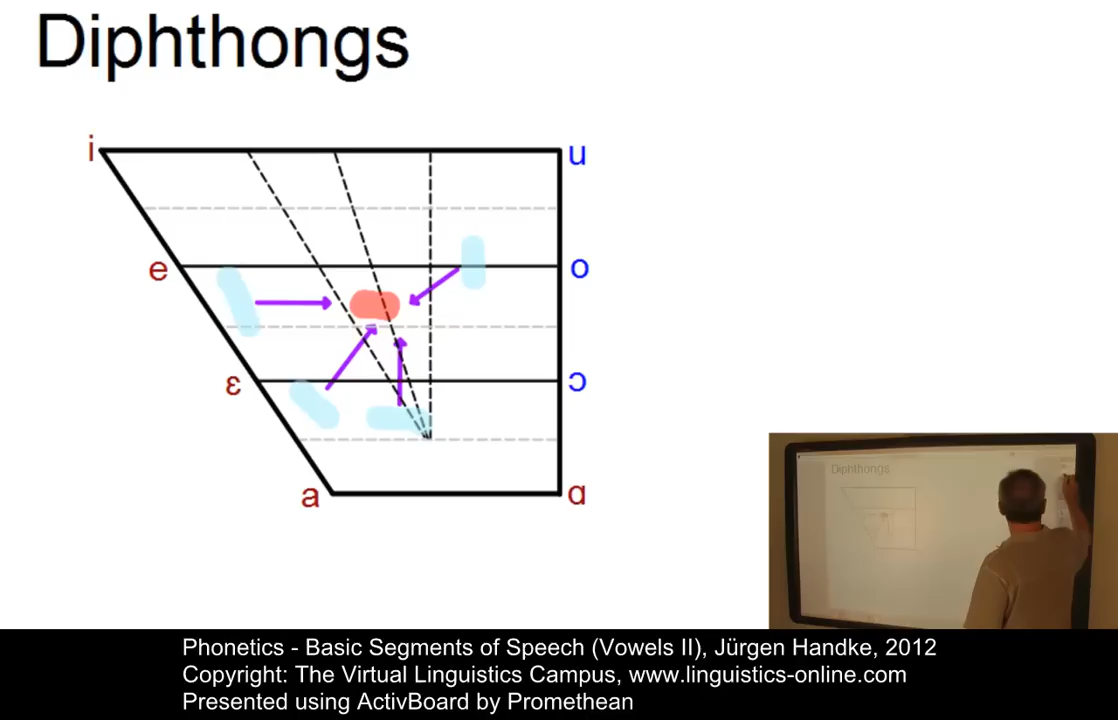 Diphthongs
i u
e o
ɛ ɔ
a ɑ
Diphthongs
Phonetics - Basic Segments of Speech (Vowels II), Jürgen Handke, 2012
Copyright: The Virtual Linguistics Campus, www.linguistics-online.com
Presented using ActivBoard by Promethean